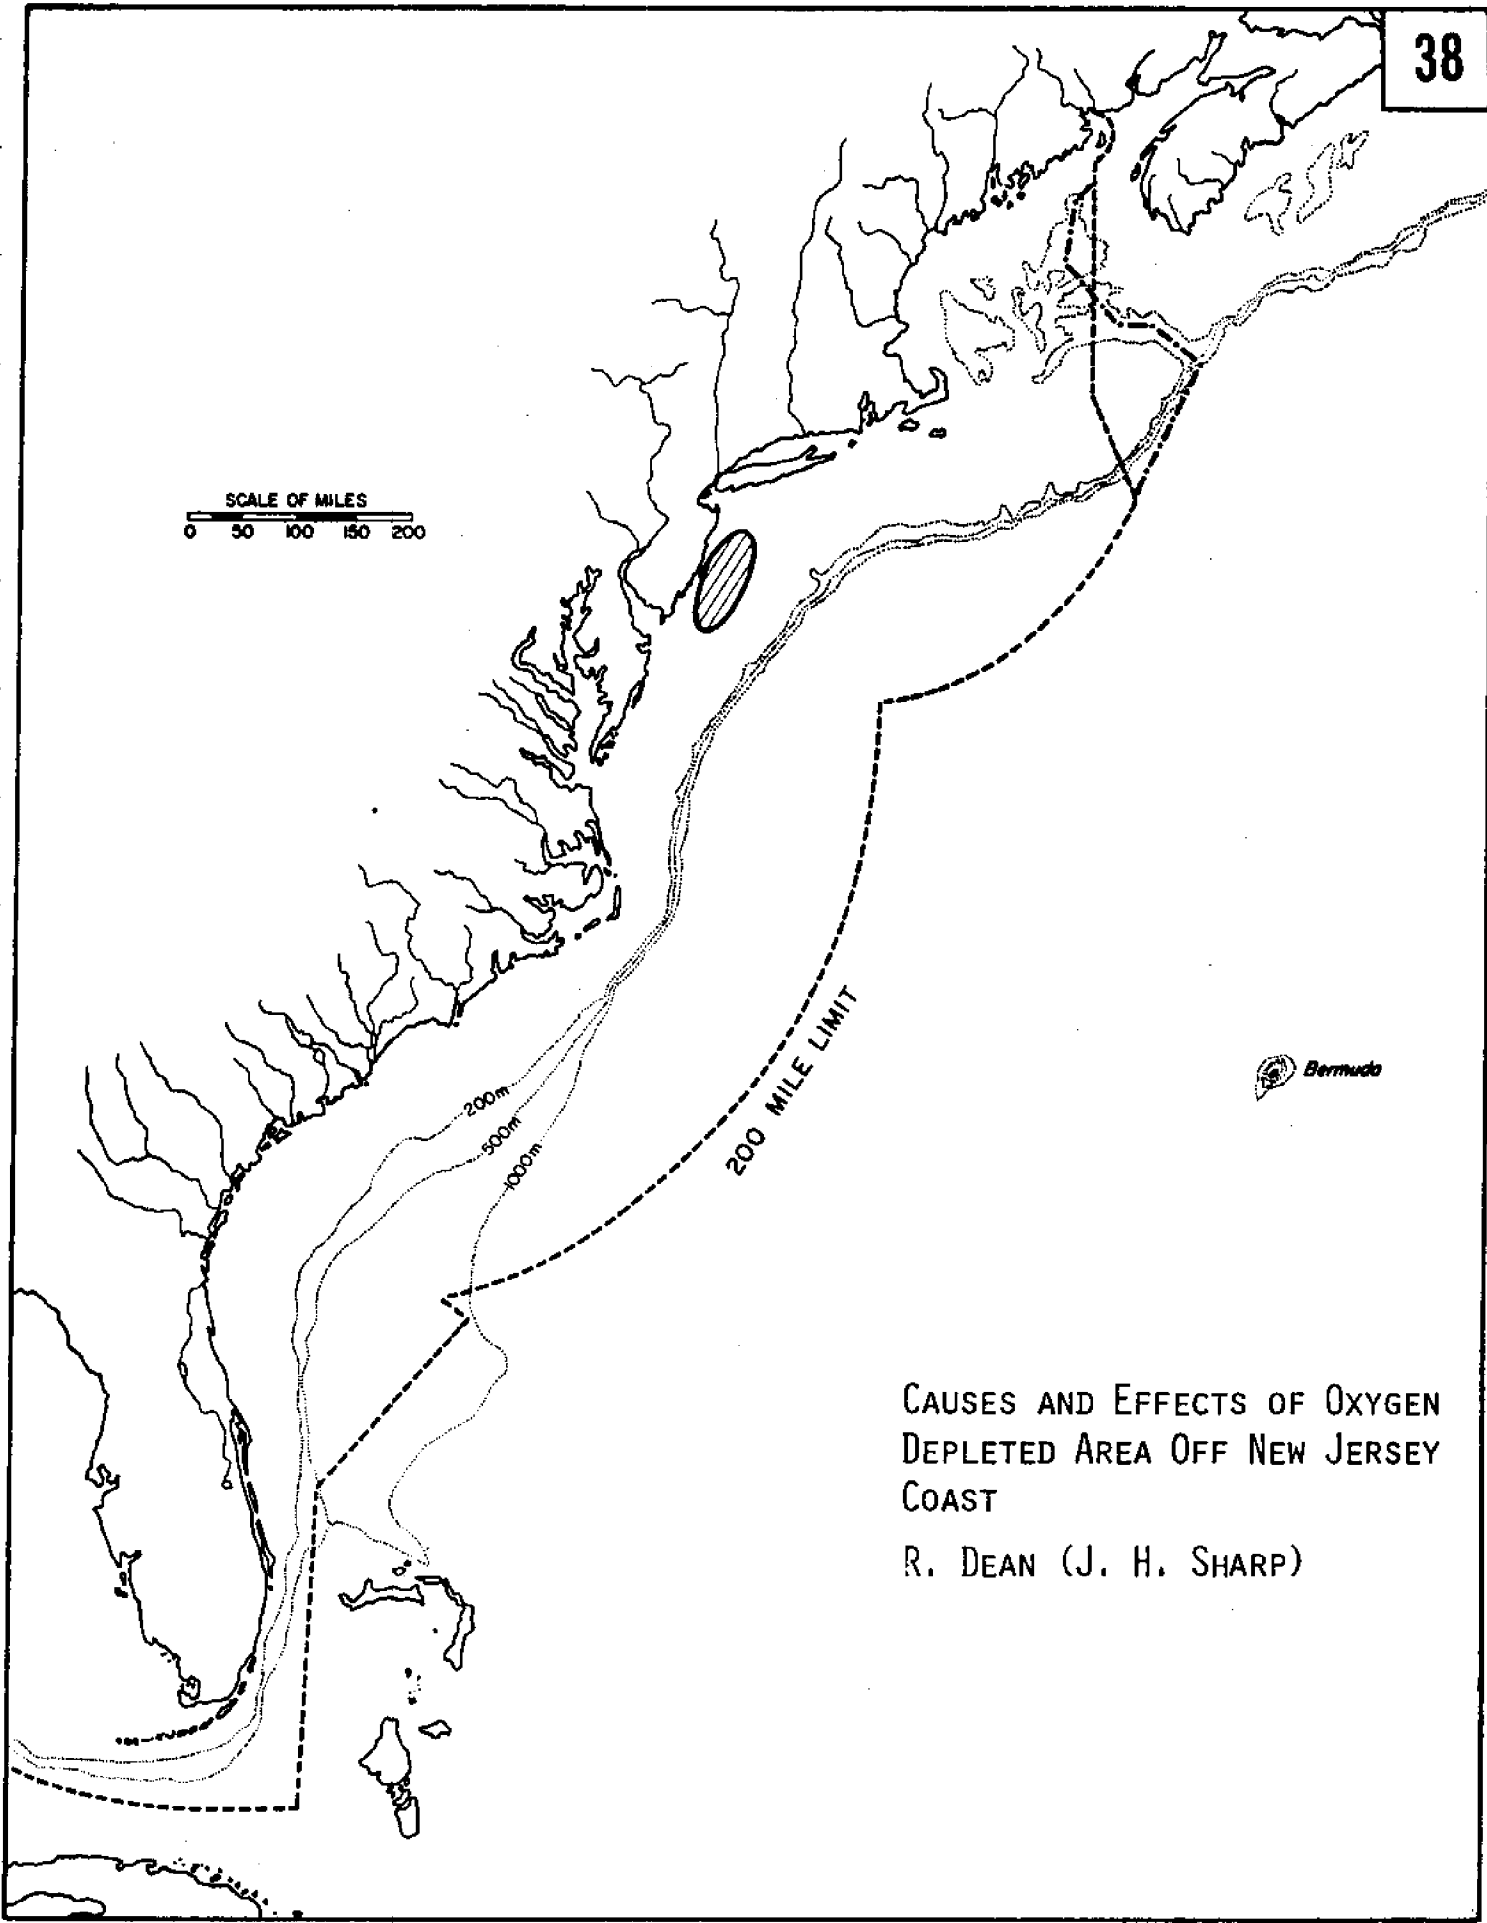 38
SCALE OF MILES
0 50 100 150 200
Bermuda
200 MILE LIMIT
200m
500m
1000m
CAUSES AND EFFECTS OF OXYGEN
DEPLETED AREA OFF NEW JERSEY
COAST
R. DEAN (J. H. SHARP)